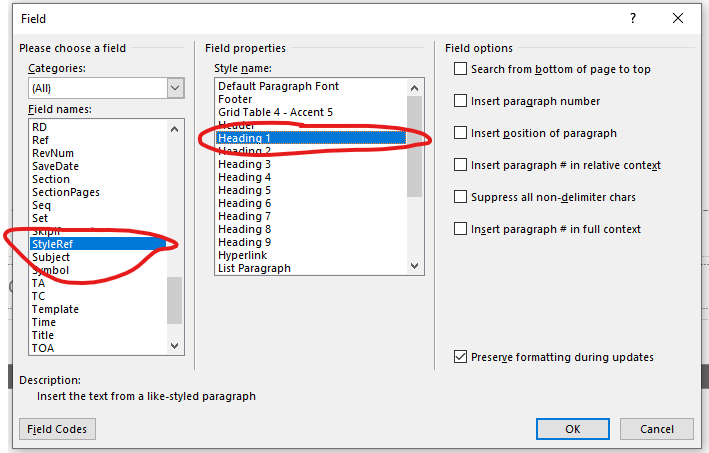 Field
?
Please choose a field
Categories:
(All)
Field names:
RD
Ref
RevNum
SaveDate
Section
SectionPages
Seq
Set
SkipIf
StyleRef
Subject
Symbol
TA
TC
Template
Time
Title
TOA
Field properties
Style name:
Default Paragraph Font
Footer
Grid Table 4 - Accent 5
Header
Heading 1
Heading 2
Heading 3
Heading 4
Heading 5
Heading 6
Heading 7
Heading 8
Heading 9
Hyperlink
List Paragraph
Field options
Search from bottom of page to top
Insert paragraph number
Insert position of paragraph
Insert paragraph # in relative context
Suppress all non-delimiter chars
Insert paragraph # in full context
Preserve formatting during updates
Description:
Insert the text from a like-styled paragraph
Field Codes
OK
Cancel